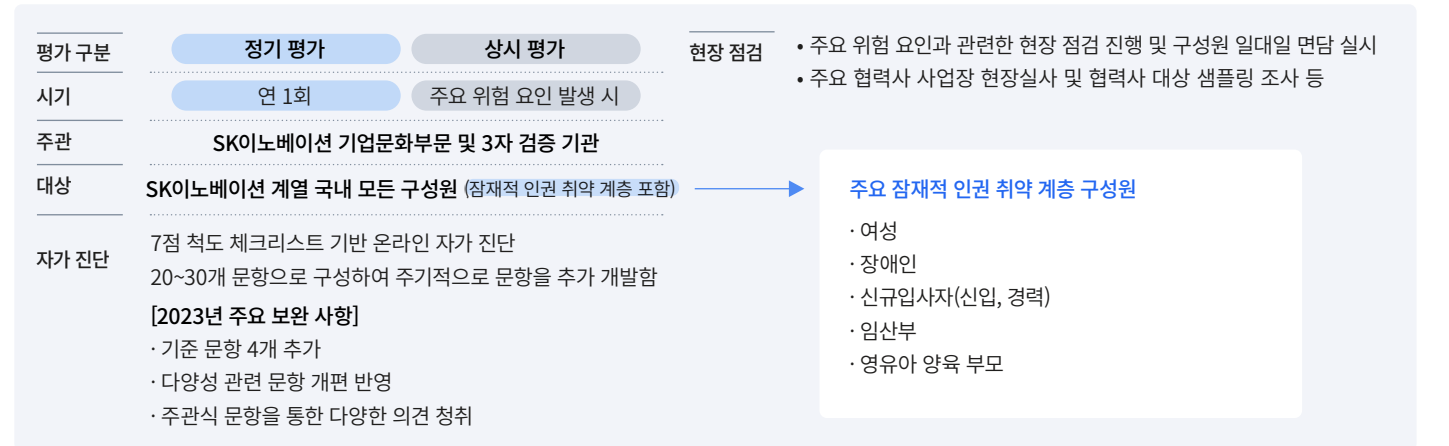 평가 구분 정기 평가 상시 평가
시기 연 1회 주요 위험 요인 발생 시
주관 SK이노베이션 기업문화부문 및 3자 검증 기관
대상 SK이노베이션 계열 국내 모든 구성원 (잠재적 인권 취약 계층 포함)
자가 진단 7점 척도 체크리스트 기반 온라인 자가 진단
20~30개 문항으로 구성하여 주기적으로 문항을 추가 개발함
[2023년 주요 보완 사항]
· 기준 문항 4개 추가
· 다양성 관련 문항 개편 반영
· 주관식 문항을 통한 다양한 의견 청취
현장 점검 • 주요 위험 요인과 관련한 현장 점검 진행 및 구성원 일대일 면담 실시
• 주요 협력사 사업장 현장실사 및 협력사 대상 샘플링 조사 등
주요 잠재적 인권 취약 계층 구성원
· 여성
· 장애인
· 신규입사자(신입, 경력)
· 임산부
· 영유아 양육 부모